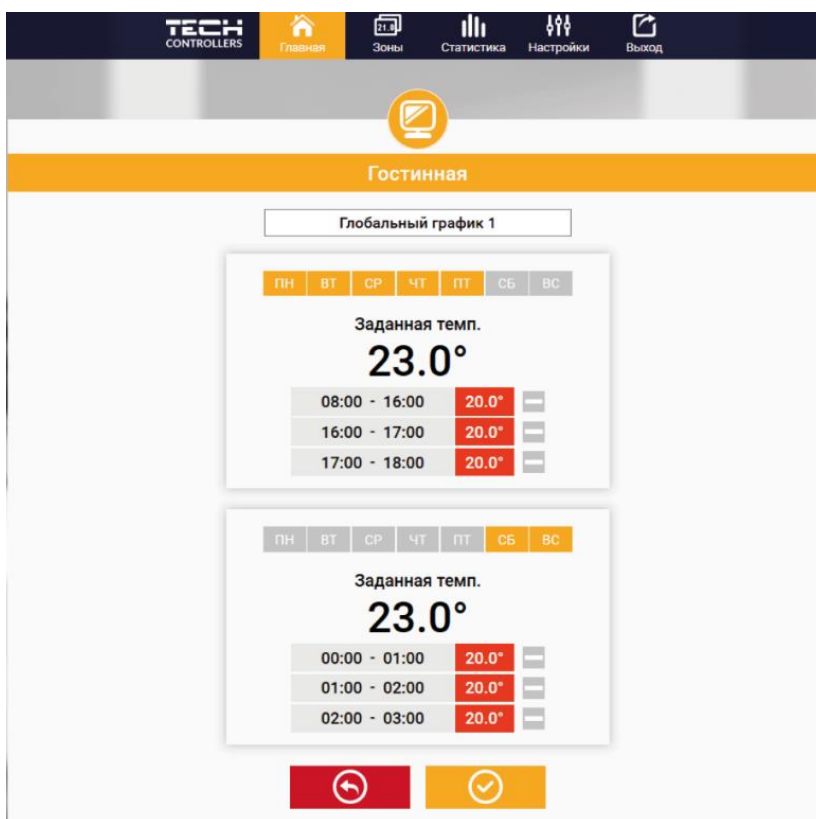 TECH
CONTROLLERS
Главная
21.0
Зоны
Статистика
Настройки
Выход
Гостинная
Глобальный график 1
ПН ВТ СР ЧТ ПТ СБ ВС
Заданная темп.
23.0°
08:00 - 16:00 20.0°
16:00 - 17:00 20.0°
17:00 - 18:00 20.0°
ПН ВТ СР ЧТ ПТ СБ ВС
Заданная темп.
23.0°
00:00 - 01:00 20.0°
01:00 - 02:00 20.0°
02:00 - 03:00 20.0°